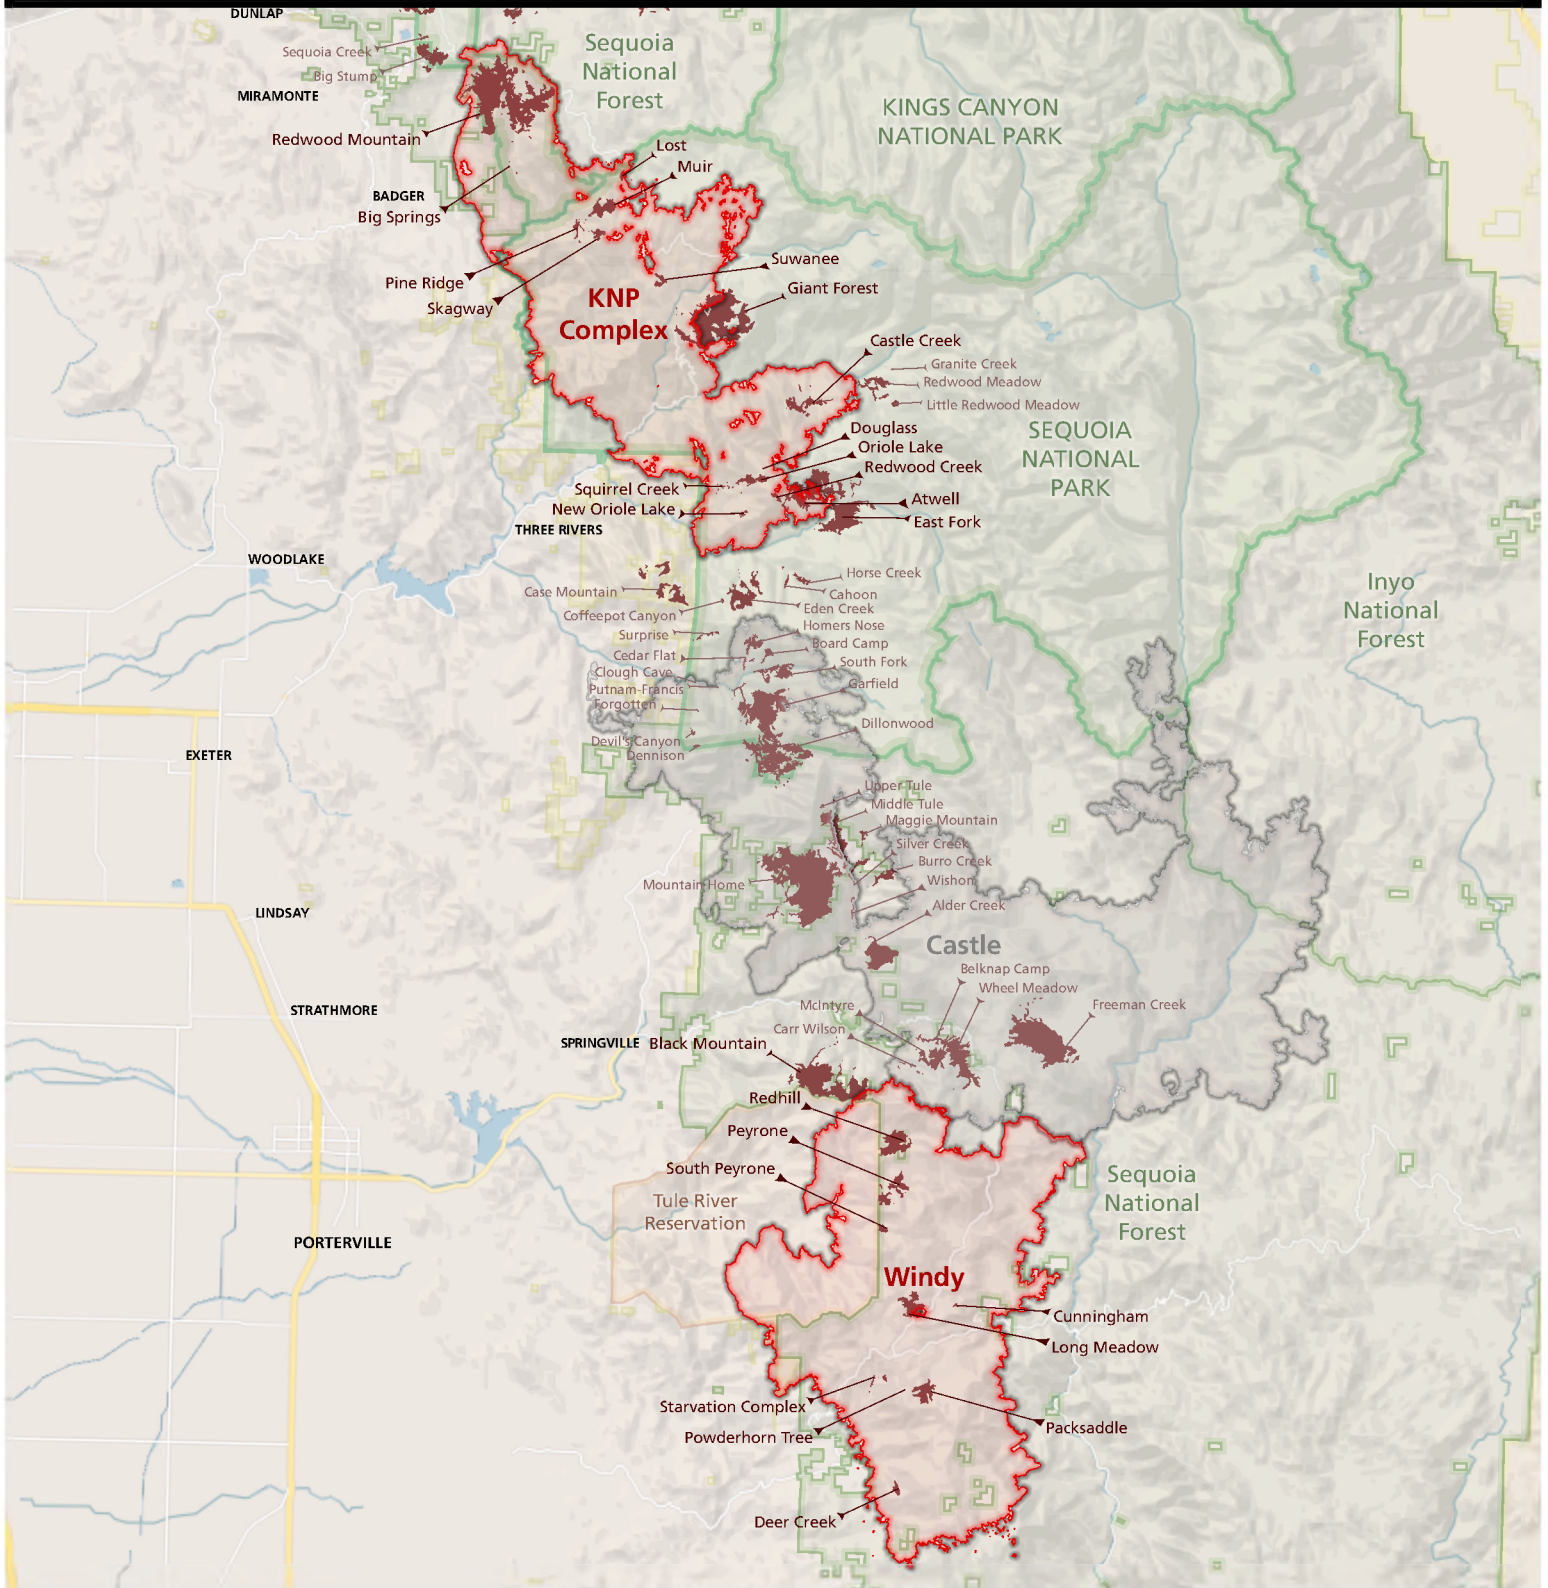 DUNLAP
Sequoia Creek
Big Stump
MIRAMONTE
Redwood Mountain
Sequoia
National
Forest
KINGS CANYON
NATIONAL PARK
Lost
Muir
BADGER
Big Springs
Pine Ridge
Skagway
KNP
Complex
Suwanee
Giant Forest
Castle Creek
Granite Creek
Redwood Meadow
Little Redwood Meadow
Douglass
Oriole Lake
Redwood Creek
SEQUOIA
NATIONAL
PARK
Squirrel Creek
New Oriole Lake
Atwell
East Fork
THREE RIVERS
WOODLAKE
Case Mountain
Coffeepot Canyon
Surprise
Cedar Flat
Clough Cave
Putnam-Francis
Forgotten
Devil's Canyon
Dennison
Horse Creek
Cahoon
Eden Creek
Homers Nose
Board Camp
South Fork
Garfield
Dillonwood
Inyo
National
Forest
EXETER
Upper Tule
Middle Tule
Maggie Mountain
Silver Creek
Burro Creek
Wishon
Alder Creek
Mountain Home
LINDSAY
Castle
Belknap Camp
Wheel Meadow
Freeman Creek
McIntyre
Carr Wilson
STRATHMORE
SPRINGVILLE
Black Mountain
Redhill
Peyrone
South Peyrone
Tule River
Reservation
Sequoia
National
Forest
PORTERVILLE
Windy
Cunningham
Long Meadow
Starvation Complex
Powderhorn Tree
Packsaddle
Deer Creek